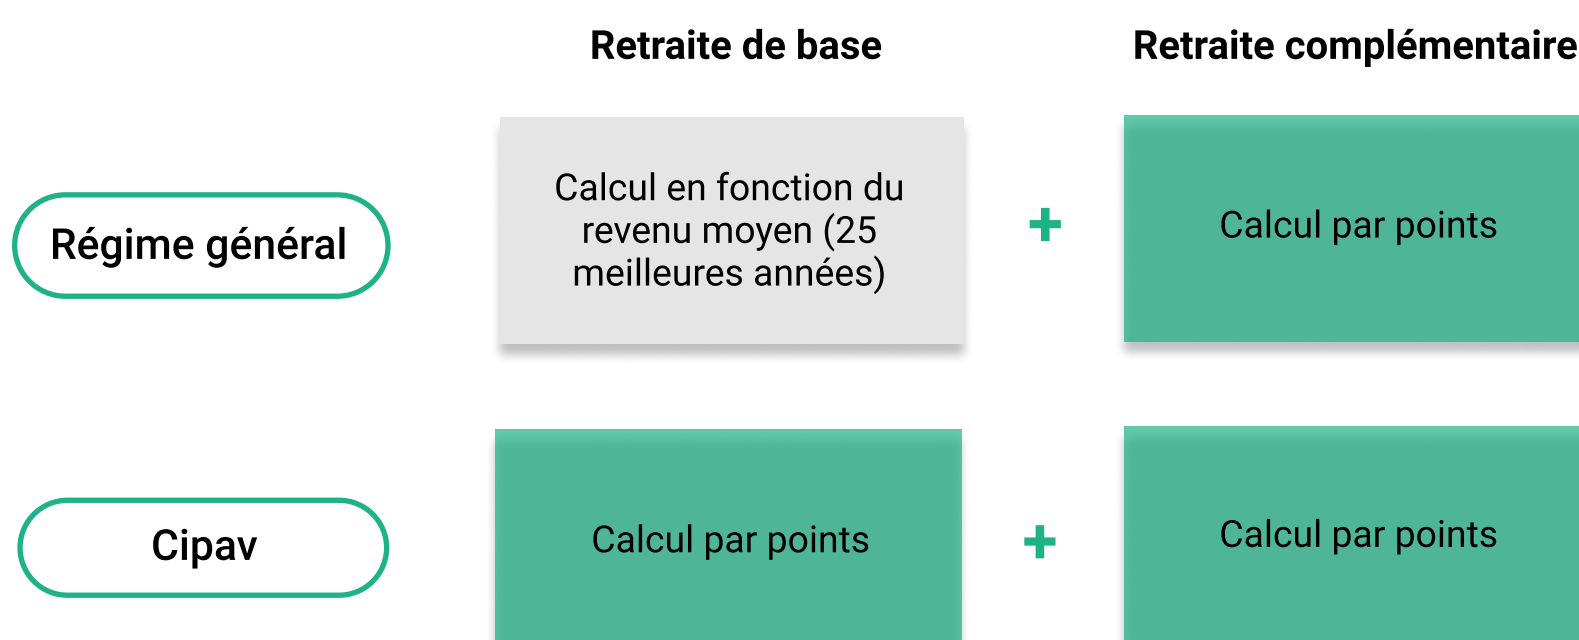 Retraite de base
Retraite complémentaire
Régime général
Calcul en fonction du
revenu moyen (25
meilleures années)
+
Calcul par points
Cipav
Calcul par points
+
Calcul par points